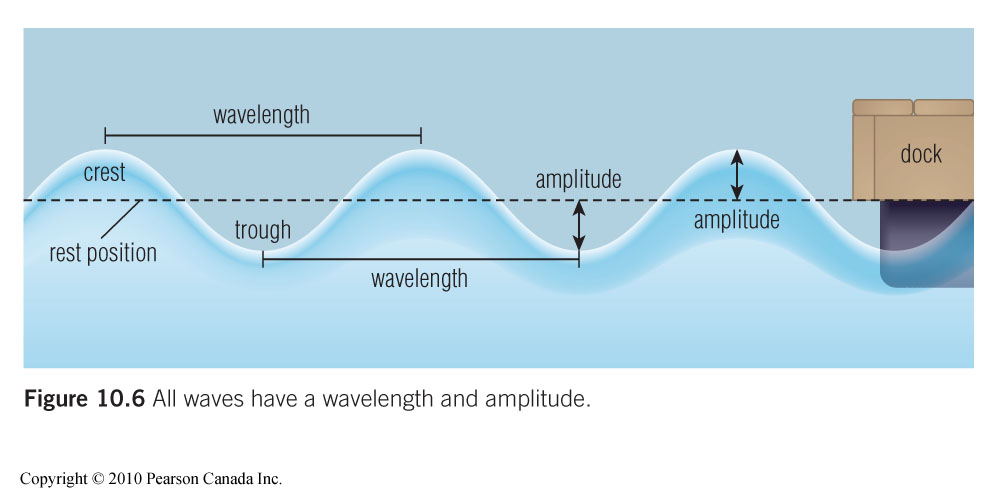 wavelength
crest
dock
amplitude
amplitude
trough
rest position
wavelength
Figure 10.6 All waves have a wavelength and amplitude.
Copyright © 2010 Pearson Canada Inc.